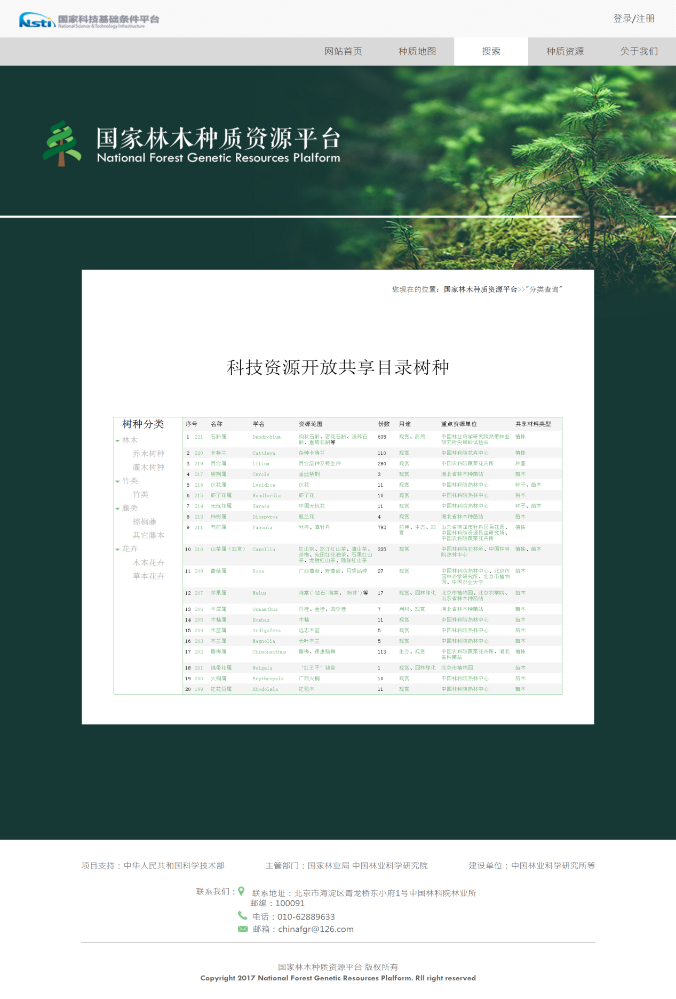 Nsti 国家科技基础条件平台
National Science & Technology Infrastructure
登录/注册
网站首页 种质地图 搜索 种质资源 关于我们
国家林木种质资源平台
National Forest Genetic Resources Plalform
您现在的位置：国家林木种质资源平台>>"分类查询"
科技资源开放共享目录树种
树种分类
林木
乔木树种
灌木树种
竹类
竹类
藤类
棕榈藤
其它藤本
花卉
木本花卉
草本花卉
序号 名称 学名 资源范围 份数 用途 重点资源单位 共享材料类型
1 221 石斛属 Dendrobium 钩状石斛、密花石斛、流苏石 635 观赏、药用 中国林业科学研究院热带林业 植株
斛、重唇石斛等 研究所尖峰岭试验站
2 220 卡特兰 Cattleya 杂种卡特兰 110 观赏 中国林科院花卉中心 植株
3 219 百合属 Lilium 百合品种及野生种 280 观赏 中国农科院蔬菜花卉所 种茎
4 217 紫荆属 Cercis 垂丝紫荆 3 观赏 湖北省林木种苗站 苗木
5 216 仪花属 Lysidice 仪花 11 观赏 中国林科院热林中心 种子、苗木
6 215 虾子花属 Woodfordia 虾子花 10 观赏 中国林科院热林中心 苗木
7 214 无忧花属 Saraca 中国无忧花 11 观赏 中国林科院热林中心 种子、苗木
8 213 柿树属 Diospyros 瓶兰花 4 观赏 湖北省林木种苗站 苗木
9 211 芍药属 Paeonia 牡丹、滇牡丹 792 药用、生态、观 山东省菏泽市牡丹区百花园、 植株
赏 中国林科院资源昆虫研究所、
中国农科院蔬菜花卉所
10 210 山茶属（观赏） Camellia 红山茶、怒江红山茶、滇山茶、 335 观赏 中国林科院亚林所、中国林科 植株、苗木
茶梅、宛田红花油茶、石果红山 院热林中心
茶、龙胜红山茶、隐脉红山茶
11 209 蔷薇属 Rosa 广西蔷薇、野蔷薇、月季品种 27 观赏 中国林科院热林中心、北京市 苗木
园林科学研究所、北京市植物
园、中国农业大学
12 207 苹果属 Malus 海棠('钻石'海棠、'粉芽')等 17 观赏、园林绿化 北京市植物园、北京农学院、 苗木
山东省林木种苗站
13 206 木犀属 Osmanthus 丹桂、金桂、四季桂 7 用材、观赏 湖北省林木种苗站 苗木
14 205 木棉属 Bombax 木棉 11 观赏 中国林科院热林中心 苗木
15 204 木蓝属 Indigofera 远志木蓝 5 观赏 中国林科院热林中心 苗木
16 203 木兰属 Magnolia 长叶木兰 5 观赏 中国林科院热林中心 苗木
17 202 腊梅属 Chimonanthus 腊梅、保康腊梅 113 生态、观赏 中国农科院蔬菜花卉所、湖北 植株
省种苗站
18 201 锦带花属 Weigela ‘红王子’锦带 1 观赏、园林绿化 北京市植物园 苗木
19 200 火桐属 Erythropsis 广西火桐 10 观赏 中国林科院热林中心 苗木
20 199 红花荷属 Rhodoleia 红苞木 11 观赏 中国林科院热林中心 苗木
项目支持：中华人民共和国科学技术部 主管部门：国家林业局 中国林业科学研究院 建设单位：中国林业科学研究所等
联系我们： 联系地址：北京市海淀区青龙桥东小府1号中国林科院林业所
邮编：100091
电话：010-62889633
邮箱：chinafgr@126.com
国家林木种质资源平台 版权所有
Copyright 2017 National Forest Genetic Resources Plalform. Rll right reserved